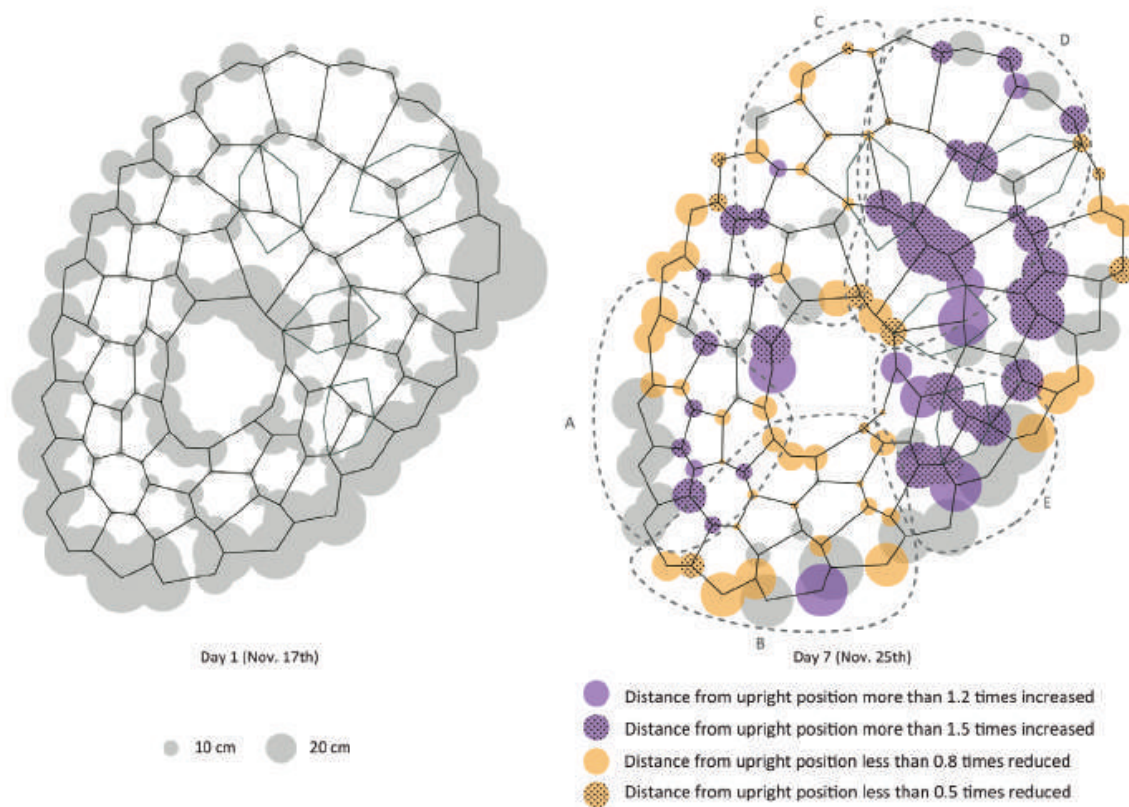 C
D
A
E
B
Day 1 (Nov. 17th)
Day 7 (Nov. 25th)
10 cm
20 cm
Distance from upright position more than 1.2 times increased
Distance from upright position more than 1.5 times increased
Distance from upright position less than 0.8 times reduced
Distance from upright position less than 0.5 times reduced